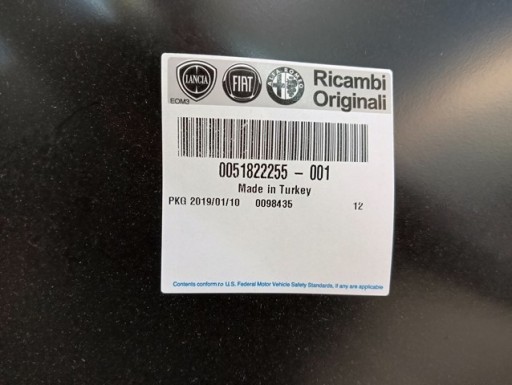 LANCIA FIAT ALFA ROMEO Ricambi
Originali
EOM3
0051822255 - 001
Made in Turkey
PKG 2019/01/10 0098435 12
Contents conform to U.S. Federal Motor Vehicle Safety Standards, if any are applicable